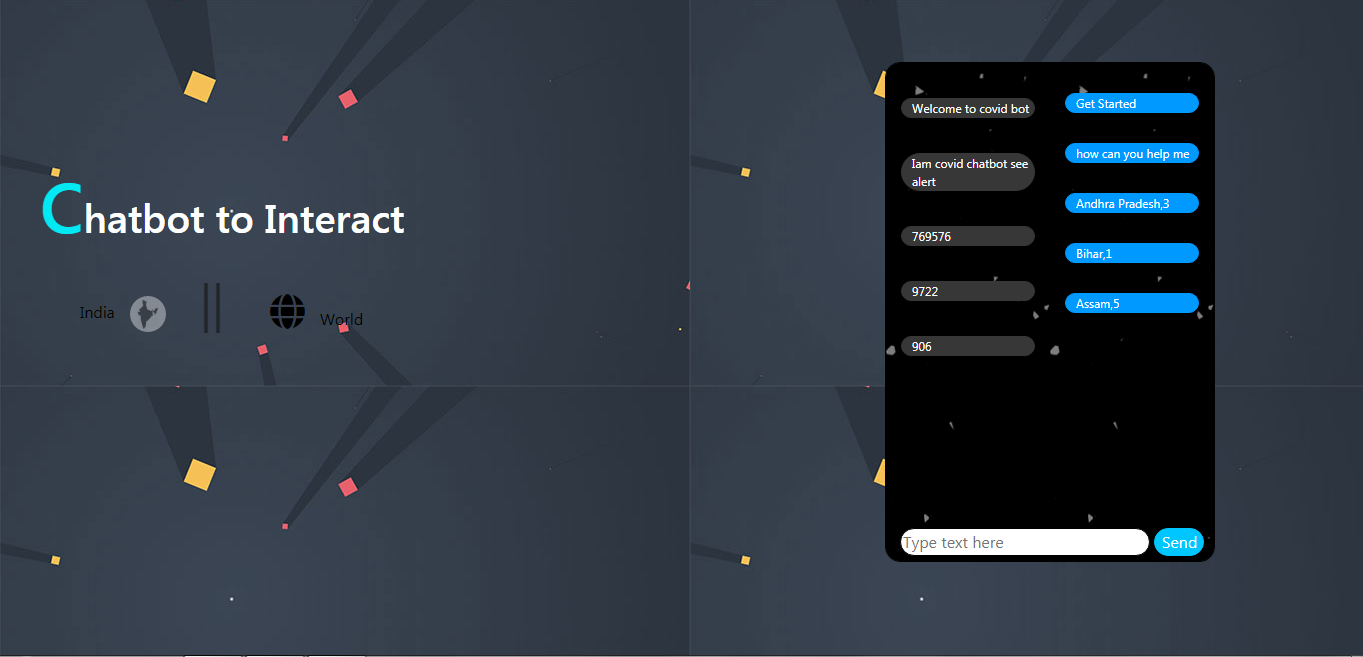 Chatbot to Interact
India
World
Welcome to covid bot
Get Started
how can you help me
Iam covid chatbot see
alert
Andhra Pradesh,3
769576
Bihar,1
9722
Assam,5
906
Type text here
Send